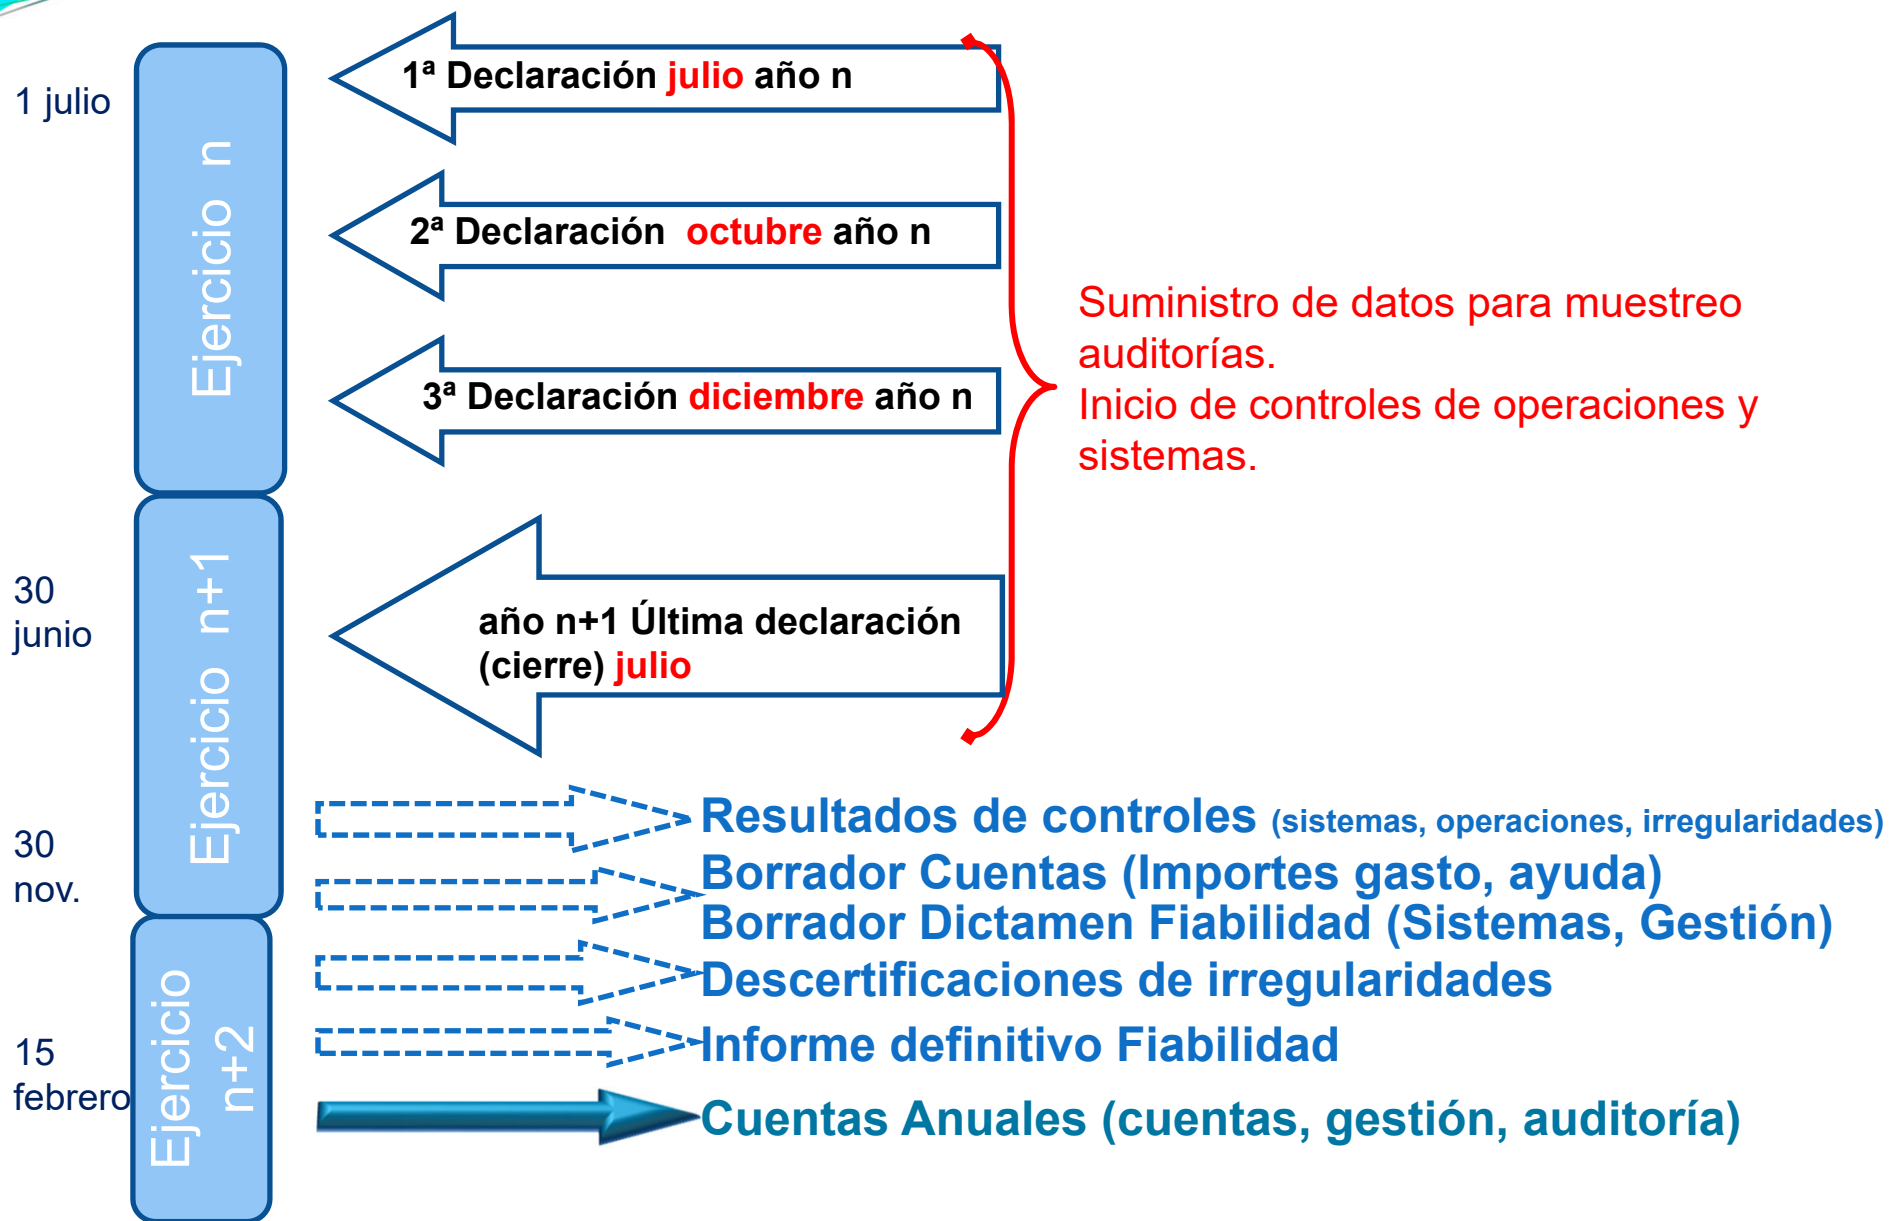 1 julio
Ejercicio n
1ª Declaración julio año n
2ª Declaración octubre año n
3ª Declaración diciembre año n
Suministro de datos para muestreo
auditorías.
Inicio de controles de operaciones y
sistemas.
30
junio
Ejercicio n+1
año n+1 Última declaración
(cierre) julio
30
nov.
Resultados de controles (sistemas, operaciones, irregularidades)
Borrador Cuentas (Importes gasto, ayuda)
Borrador Dictamen Fiabilidad (Sistemas, Gestión)
Descertificaciones de irregularidades
15
febrero
Ejercicio
n+2
Informe definitivo Fiabilidad
Cuentas Anuales (cuentas, gestión, auditoría)